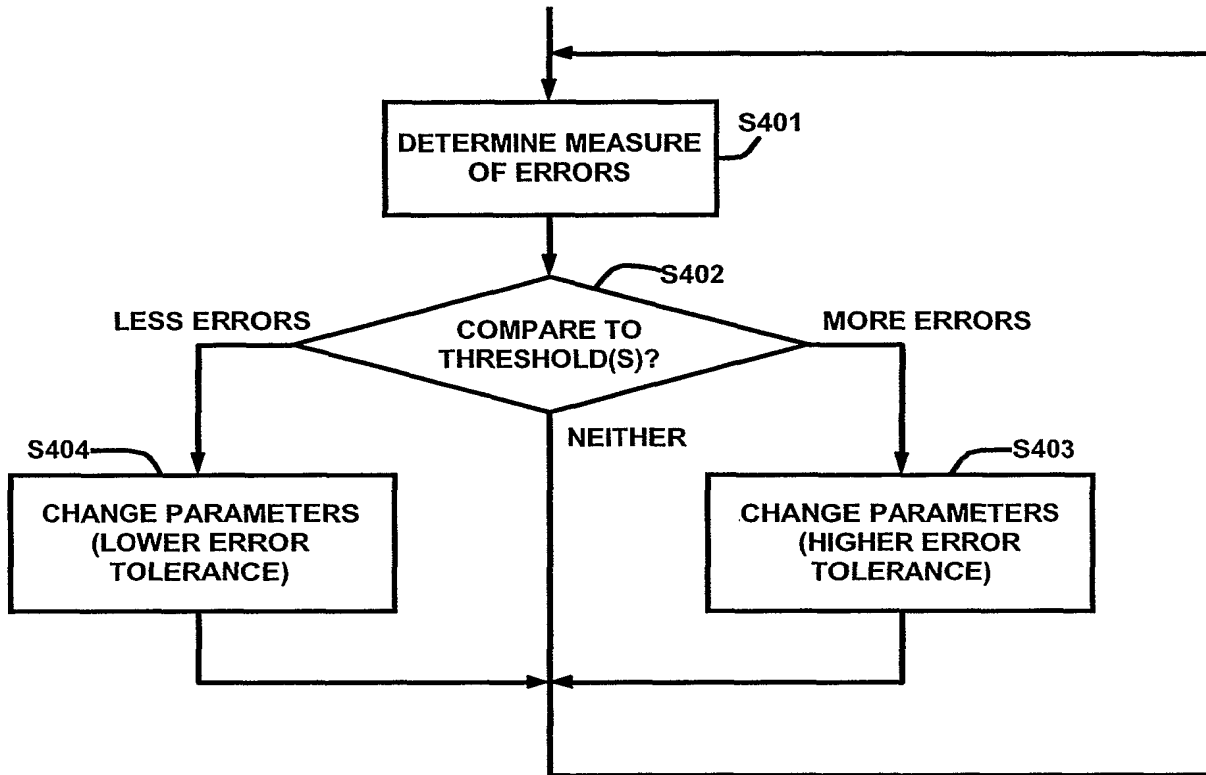 S401
DETERMINE MEASURE
OF ERRORS
S402
LESS ERRORS
COMPARE TO
THRESHOLD(S)?
MORE ERRORS
NEITHER
S404
CHANGE PARAMETERS
(LOWER ERROR
TOLERANCE)
S403
CHANGE PARAMETERS
(HIGHER ERROR
TOLERANCE)